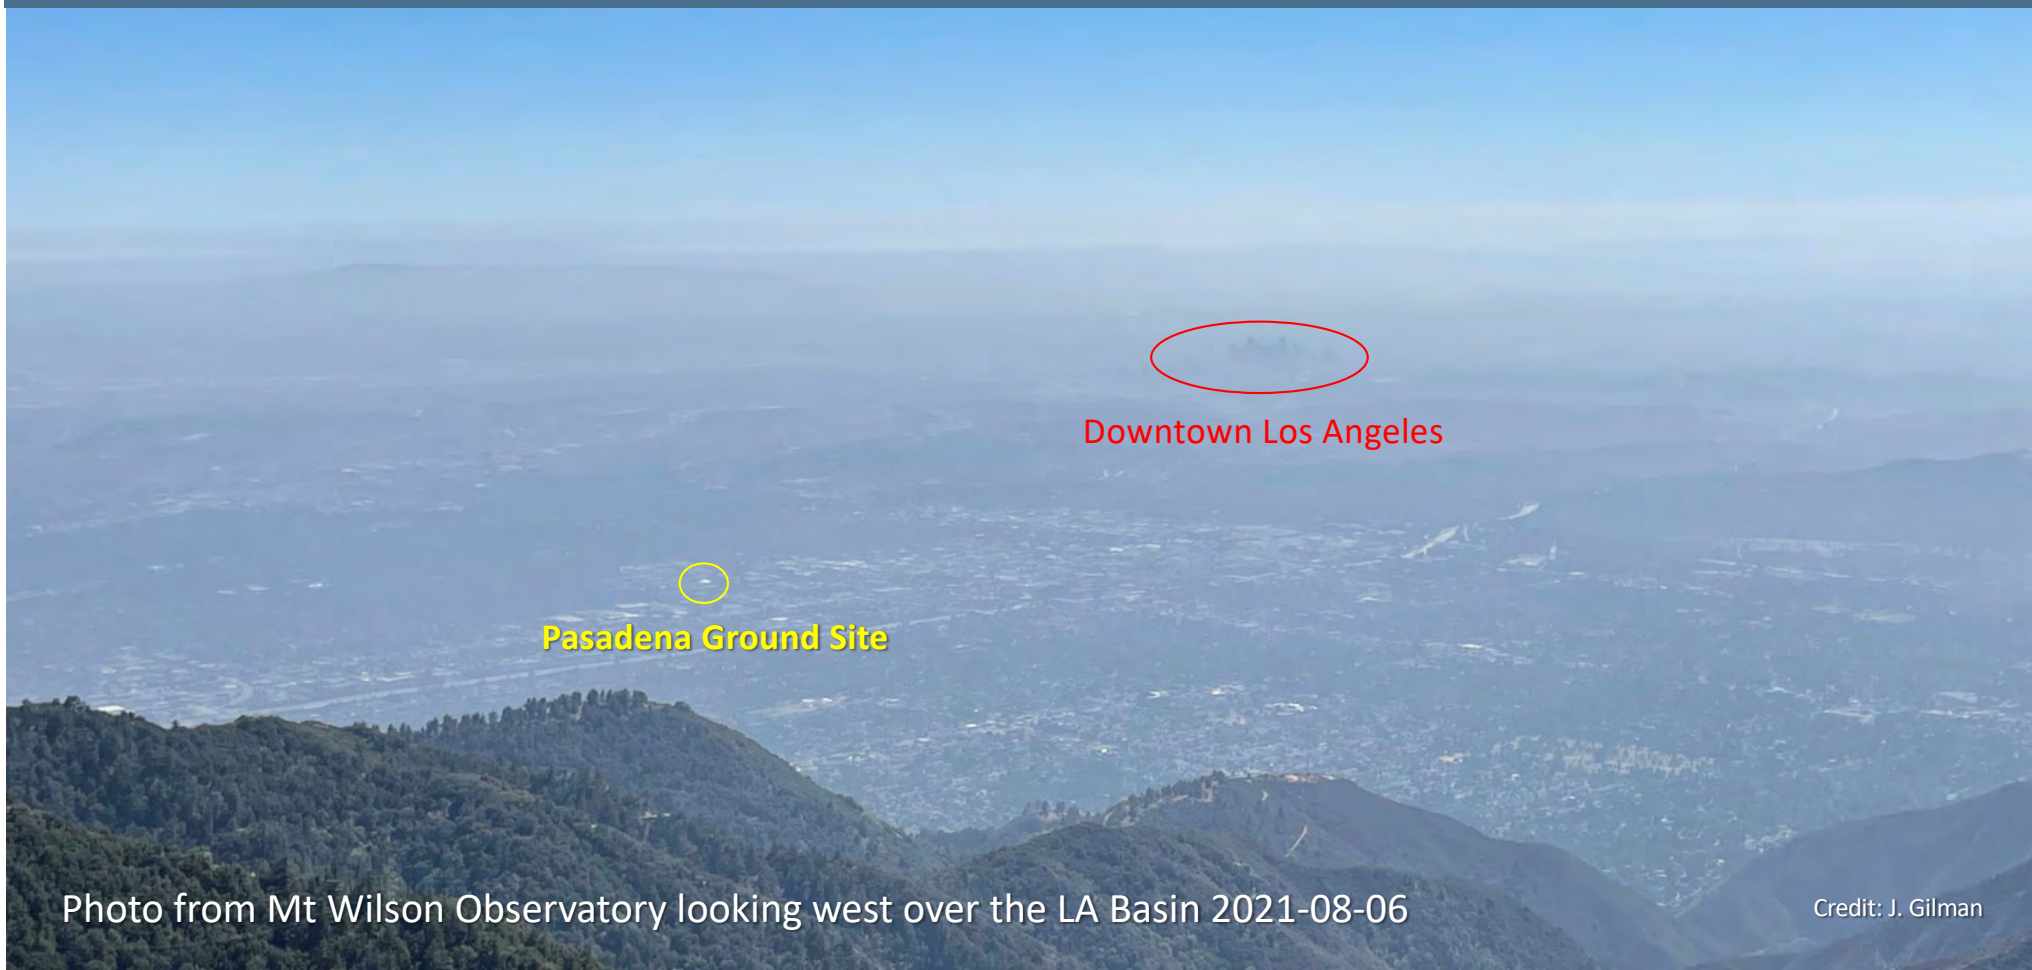 Downtown Los Angeles
Pasadena Ground Site
Photo from Mt Wilson Observatory looking west over the LA Basin 2021-08-06
Credit: J. Gilman